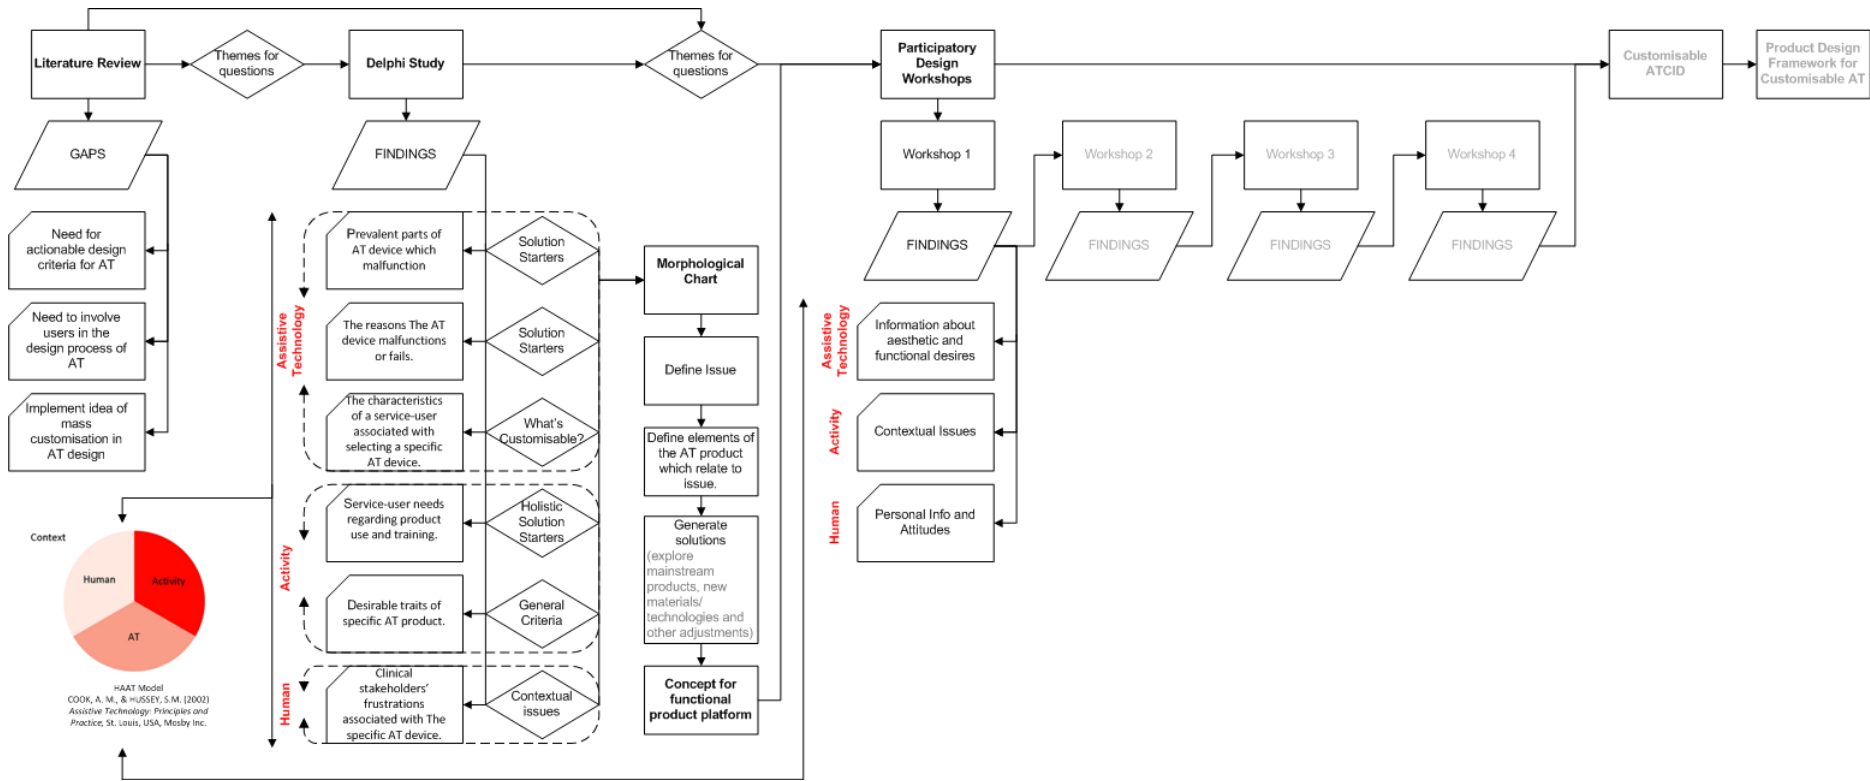 Literature Review
Themes for
questions
Delphi Study
Themes for
questions
Participatory
Design
Workshops
Customisable
ATCID
Product Design
Framework for
Customisable AT
GAPS
FINDINGS
Workshop 1
Workshop 2
Workshop 3
Workshop 4
FINDINGS
FINDINGS
FINDINGS
FINDINGS
Need for
actionable design
criteria for AT
Need to involve
users in the
design process of
AT
Implement idea of
mass
customisation in
AT design
Assistive
Technology
Prevalent parts of
AT device which
malfunction
Solution
Starters
The reasons The AT
device malfunctions
or fails.
Solution
Starters
The characteristics
of a service-user
associated with
selecting a specific
AT device.
What's
Customisable?
Activity
Service-user needs
regarding product
use and training.
Holistic
Solution
Starters
Desirable traits of
specific AT product.
General
Criteria
Human
Clinical
stakeholders'
frustrations
associated with The
specific AT device.
Contextual
issues
Morphological
Chart
Define Issue
Define elements of
the AT product
which relate to
issue.
Generate
solutions
(explore
mainstream
products, new
materials/
technologies and
other adjustments)
Concept for
functional
product platform
Assistive
Technology
Information about
aesthetic and
functional desires
Activity
Contextual Issues
Human
Personal Info and
Attitudes
Context
Human
Activity
AT
HAAT Model
COOK, A. M., & HUSSEY, S.M. (2002)
Assistive Technology: Principles and
Practice, St. Louis, USA, Mosby Inc.